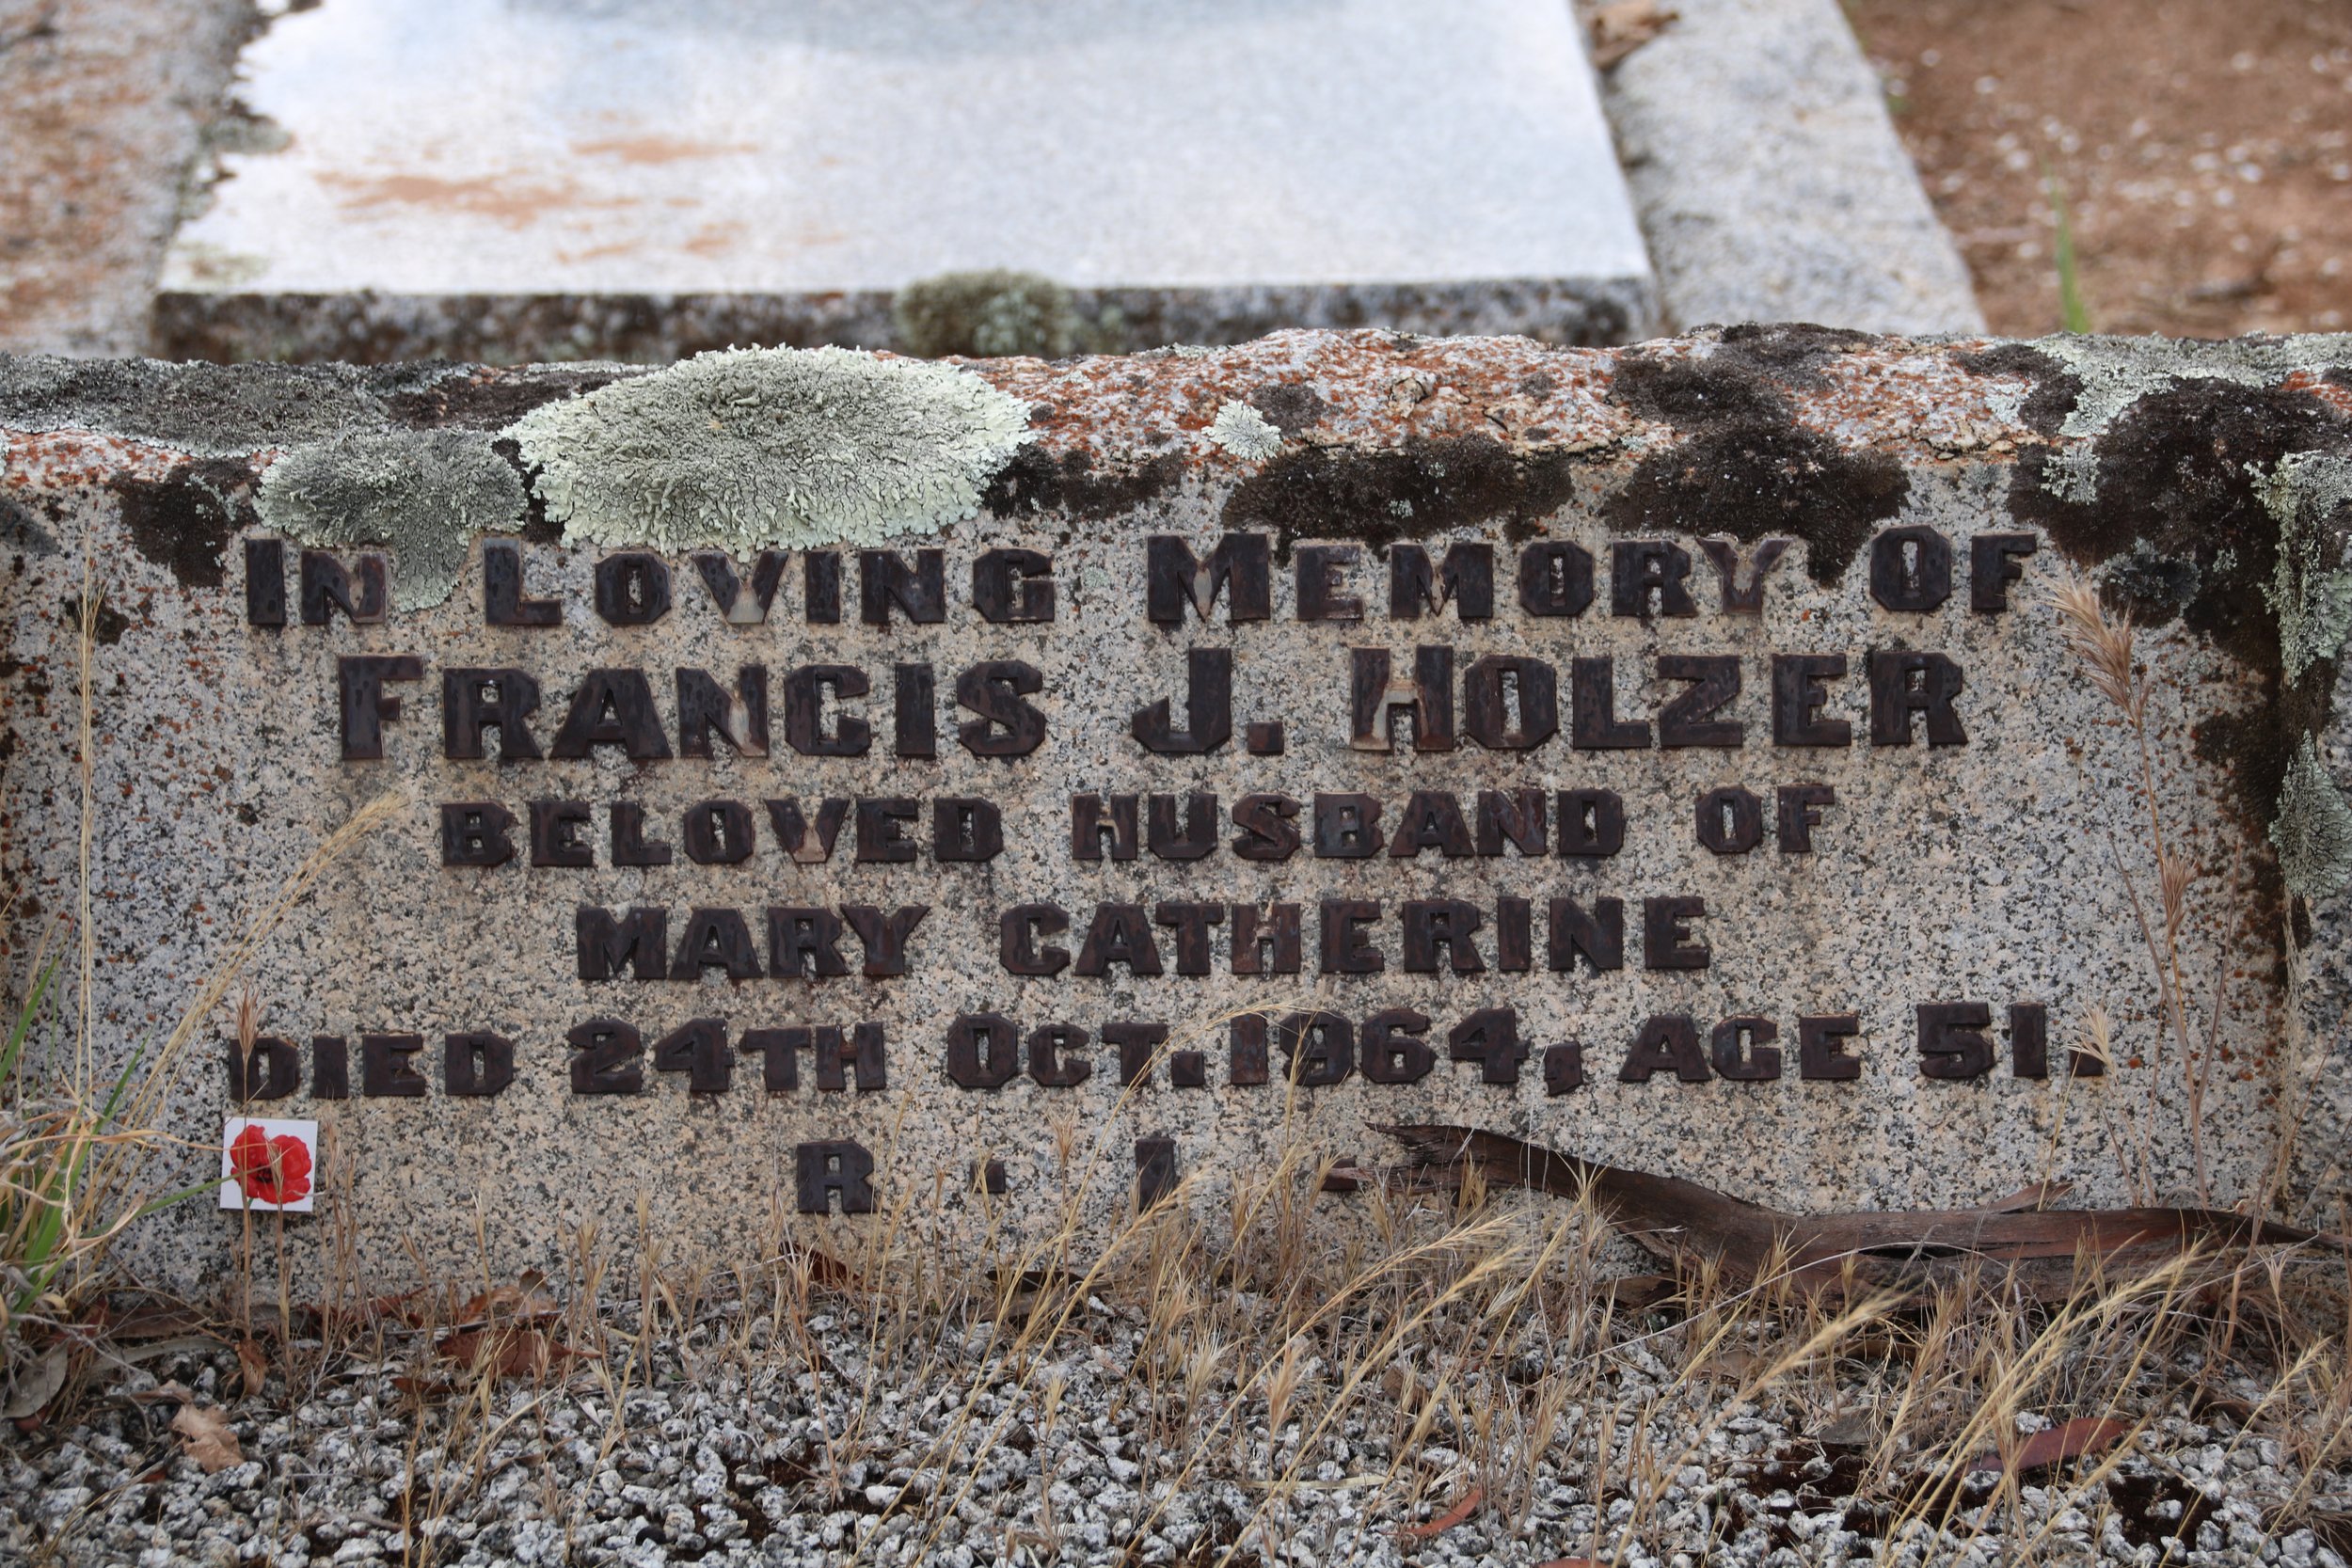 IN LOVING MEMORY OF
FRANCIS J. HOLZER
BELOVED HUSBAND OF
MARY CATHERINE
DIED 24TH OCT. 1964, AGE 51.
R . I .